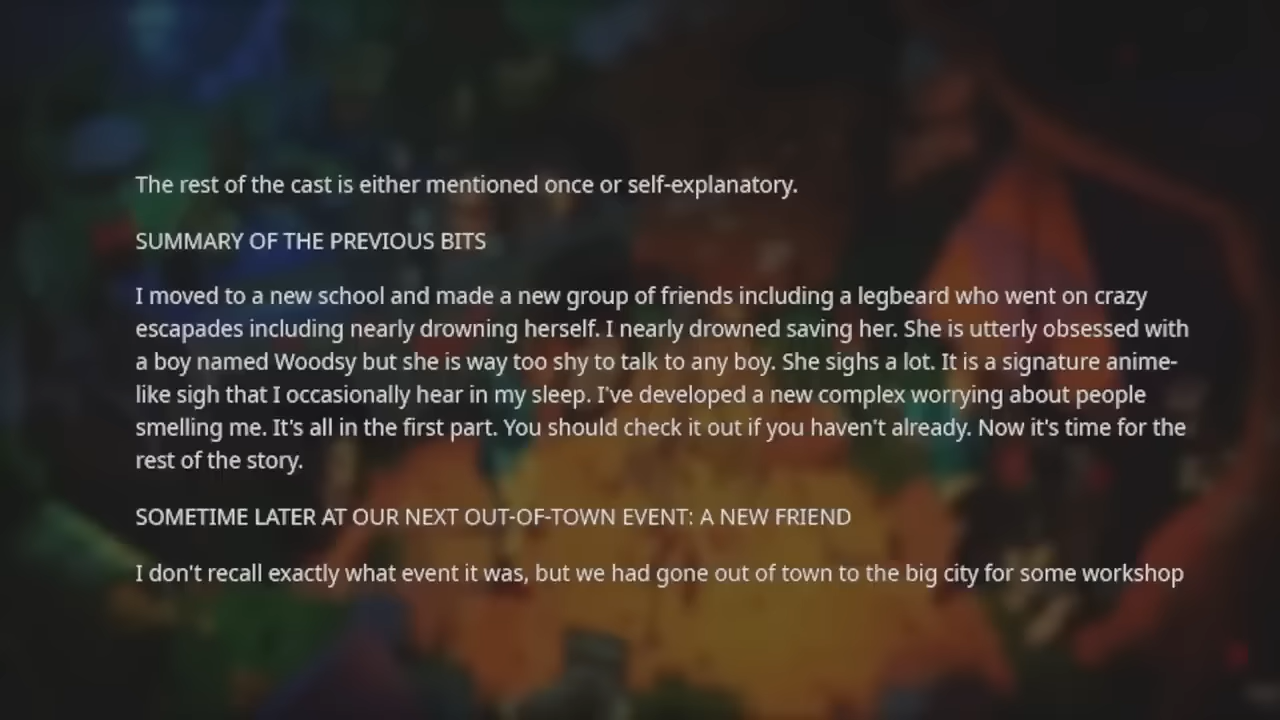 The rest of the cast is either mentioned once or self-explanatory.
SUMMARY OF THE PREVIOUS BITS
I moved to a new school and made a new group of friends including a legbeard who went on crazy
escapades including nearly drowning herself. I nearly drowned saving her. She is utterly obsessed with
a boy named Woodsy but she is way too shy to talk to any boy. She sighs a lot. It is a signature anime-
like sigh that I occasionally hear in my sleep. I've developed a new complex worrying about people
smelling me. It's all in the first part. You should check it out if you haven't already. Now it's time for the
rest of the story.
SOMETIME LATER AT OUR NEXT OUT-OF-TOWN EVENT: A NEW FRIEND
I don't recall exactly what event it was, but we had gone out of town to the big city for some workshop